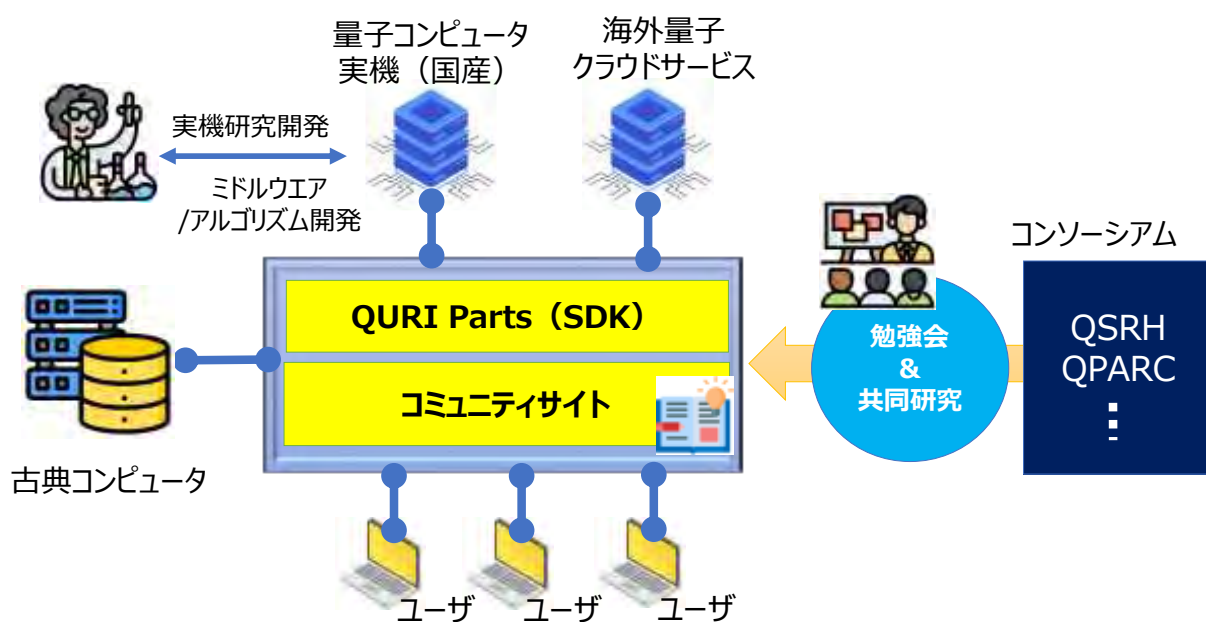 量子コンピュータ
実機（国産）
海外量子
クラウドサービス
実機研究開発
ミドルウエア
/アルゴリズム開発
コンソーシアム
QURI Parts（SDK）
コミュニティサイト
勉強会
&
共同研究
QSRH
QPARC
⋮
古典コンピュータ
ユーザ
ユーザ
ユーザ